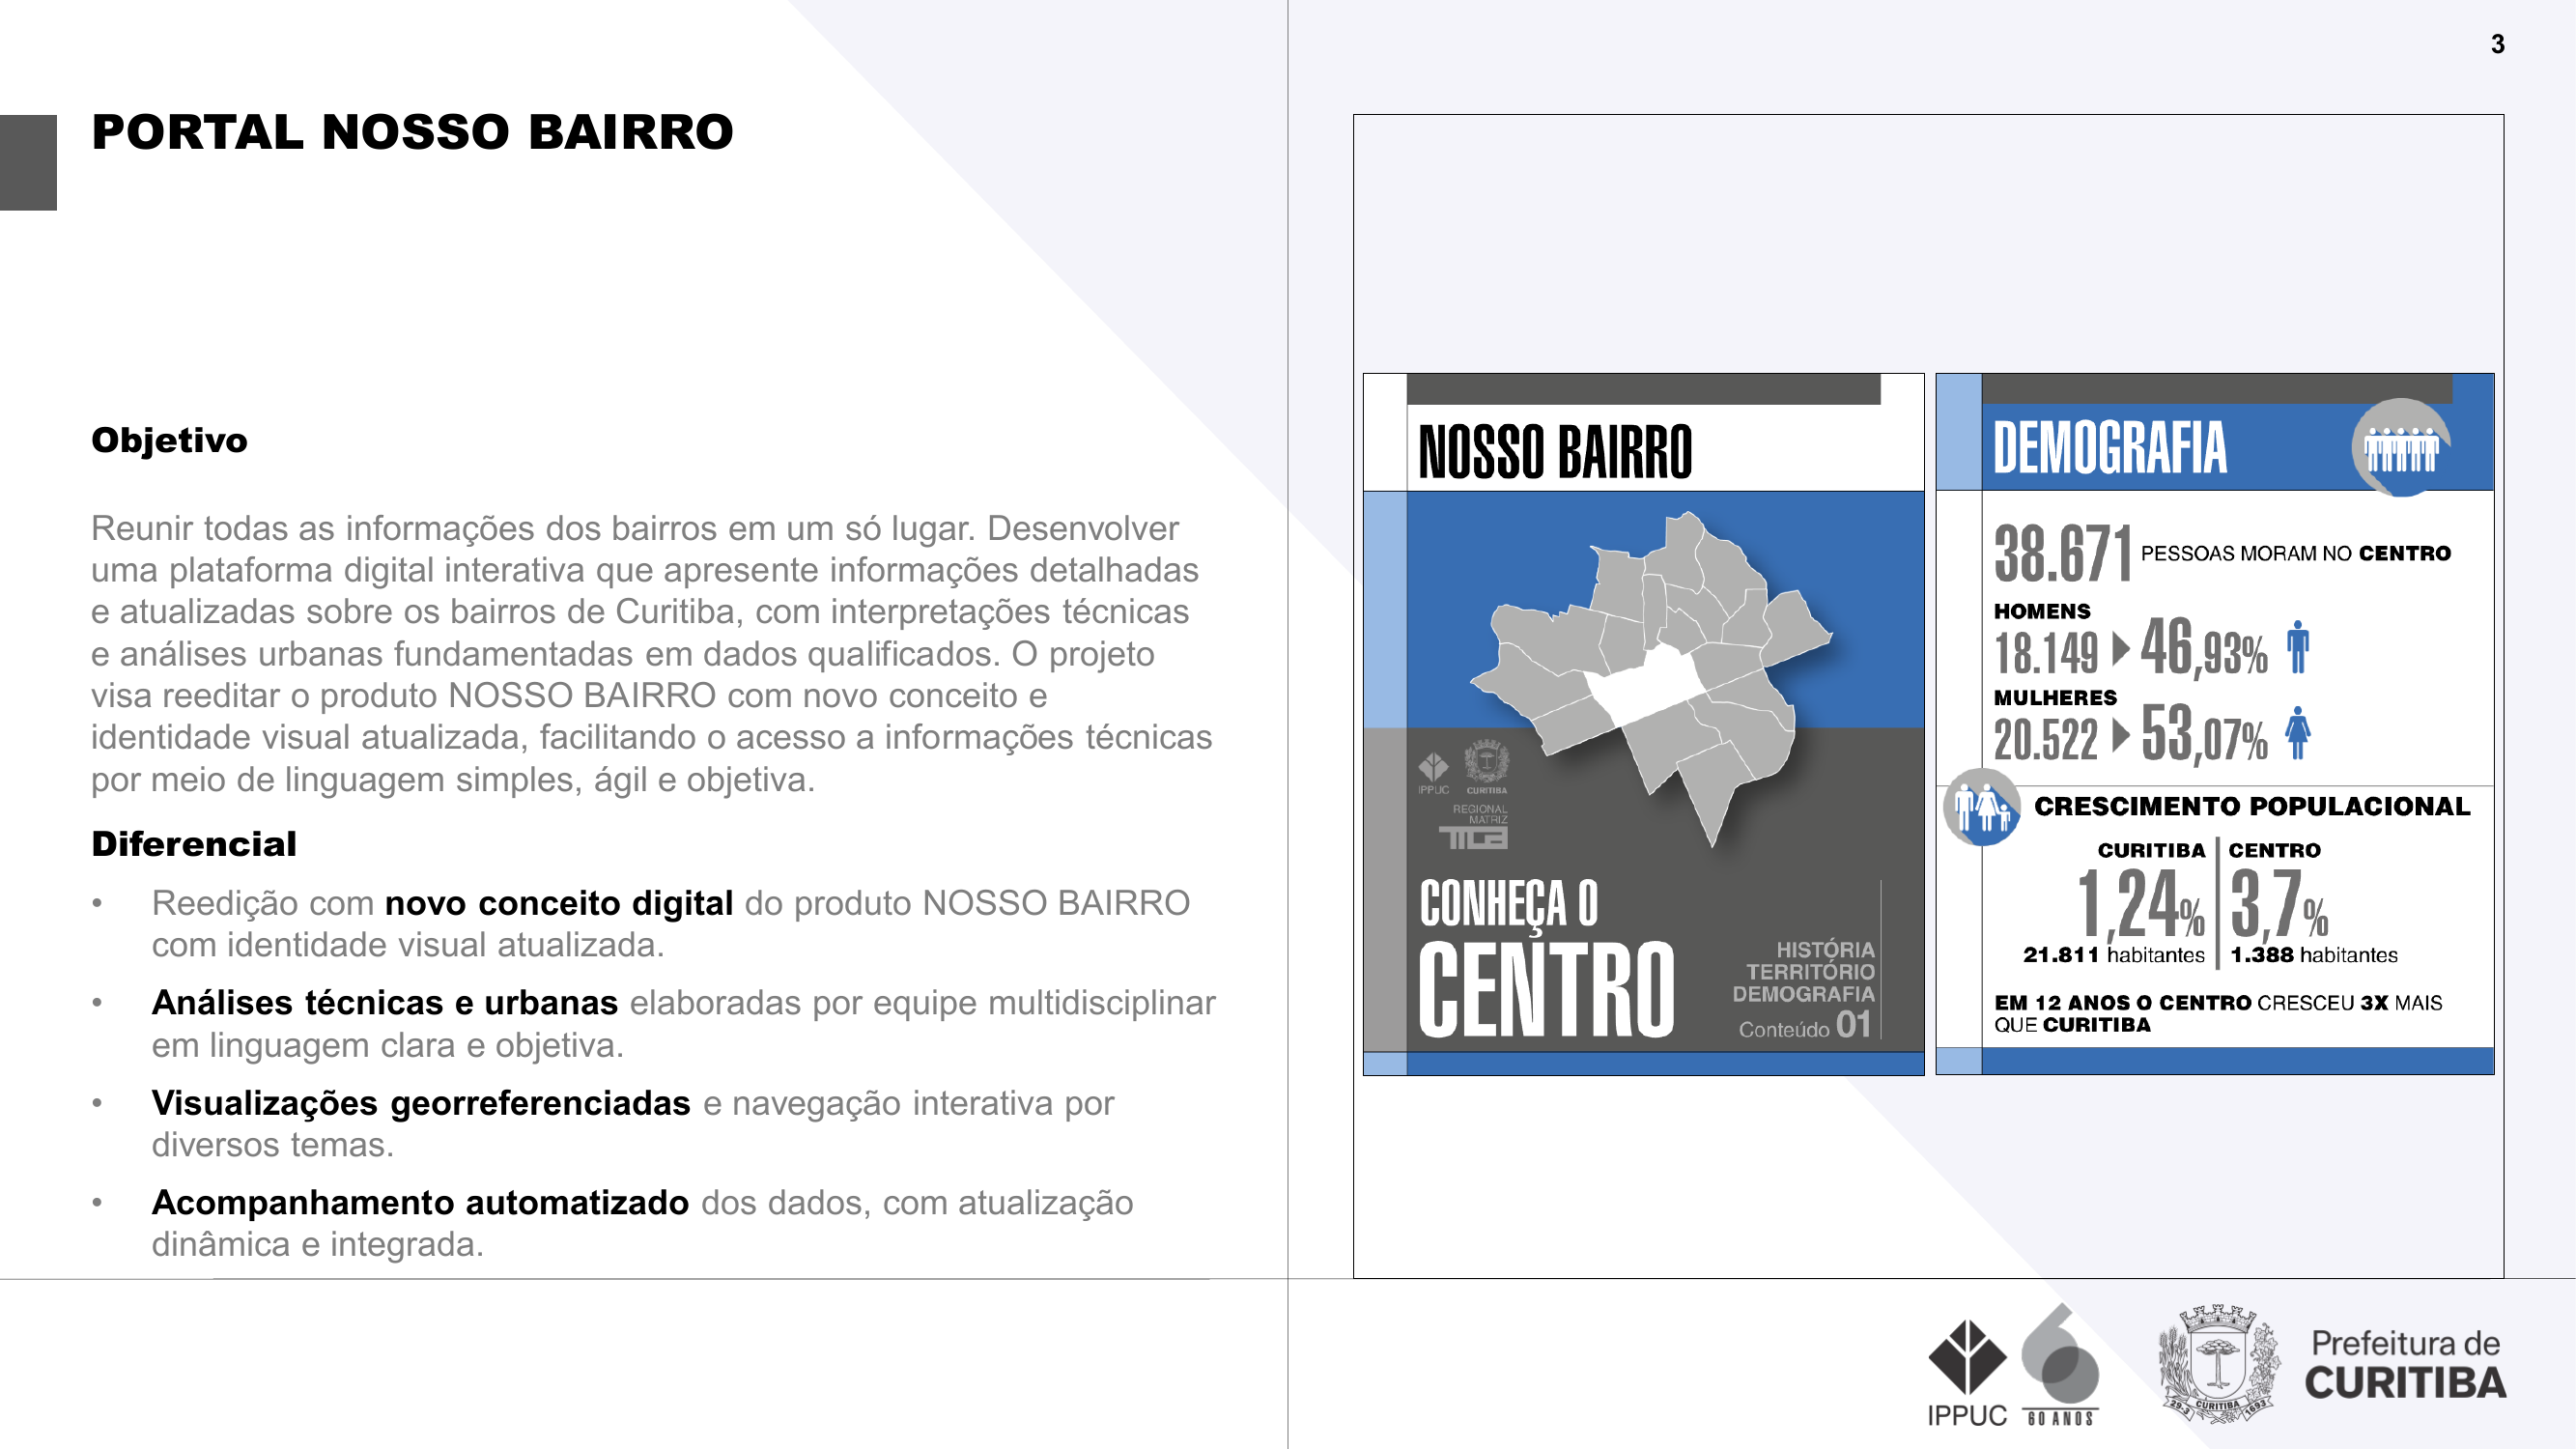 3
PORTAL NOSSO BAIRRO
Objetivo
Reunir todas as informações dos bairros em um só lugar. Desenvolver
uma plataforma digital interativa que apresente informações detalhadas
e atualizadas sobre os bairros de Curitiba, com interpretações técnicas
e análises urbanas fundamentadas em dados qualificados. O projeto
visa reeditar o produto NOSSO BAIRRO com novo conceito e
identidade visual atualizada, facilitando o acesso a informações técnicas
por meio de linguagem simples, ágil e objetiva.
Diferencial
• Reedição com novo conceito digital do produto NOSSO BAIRRO
com identidade visual atualizada.
• Análises técnicas e urbanas elaboradas por equipe multidisciplinar
em linguagem clara e objetiva.
• Visualizações georreferenciadas e navegação interativa por
diversos temas.
• Acompanhamento automatizado dos dados, com atualização
dinâmica e integrada.
NOSSO BAIRRO
IPPUC CURITIBA
REGIONAL
MATRIZ
CONHEÇA O
CENTRO
HISTÓRIA
TERRITÓRIO
DEMOGRAFIA
Conteúdo 01
DEMOGRAFIA
38.671 PESSOAS MORAM NO CENTRO
HOMENS
18.149 46,93%
MULHERES
20.522 53,07%
CRESCIMENTO POPULACIONAL
CURITIBA CENTRO
1,24% 3,7%
21.811 habitantes 1.388 habitantes
EM 12 ANOS O CENTRO CRESCEU 3X MAIS
QUE CURITIBA
IPPUC
60 ANOS
29-3 CURITIBA 1693
Prefeitura de
CURITIBA